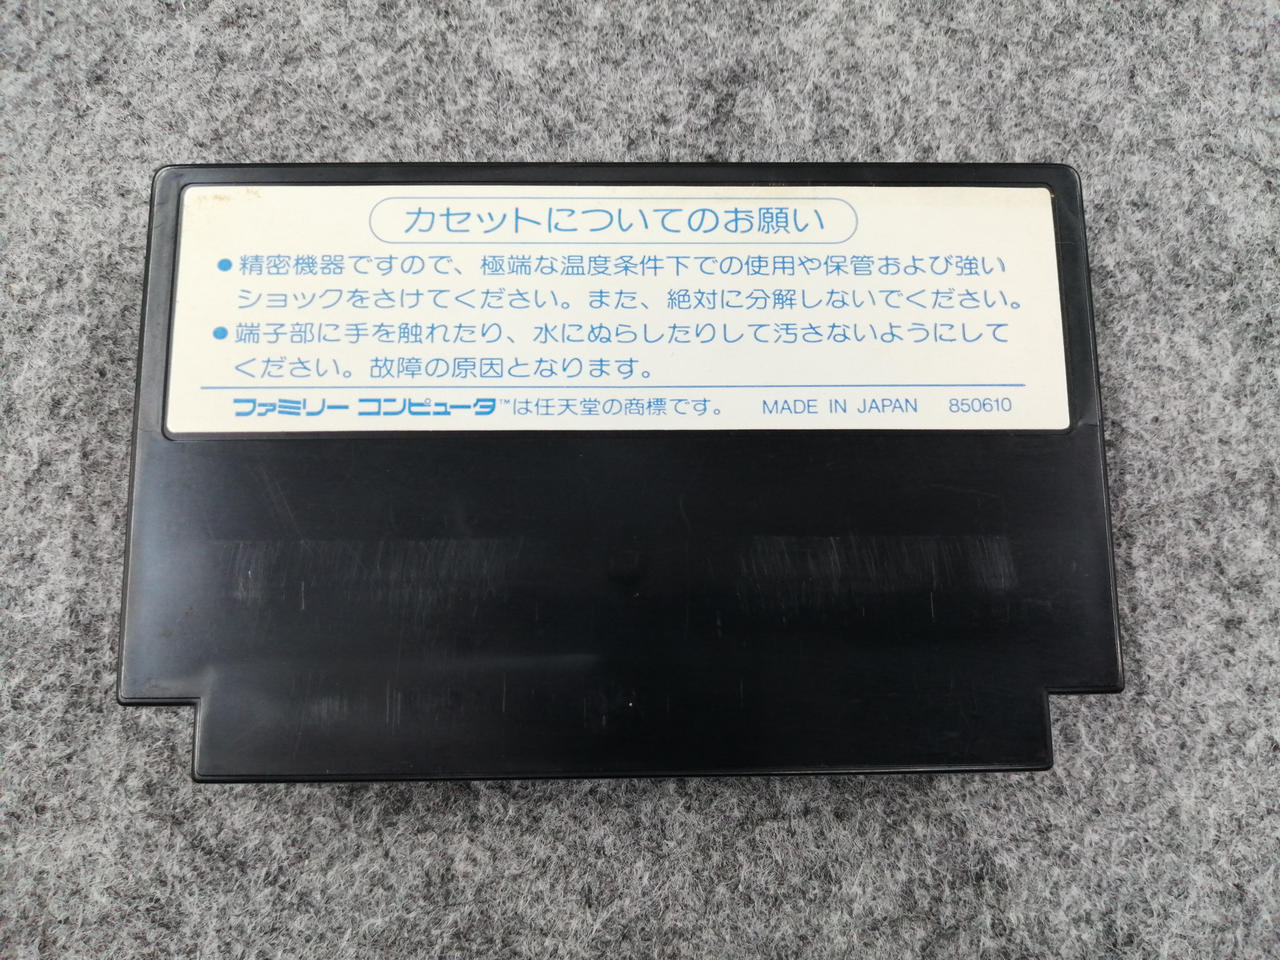 カセットについてのお願い
●精密機器ですので、極端な温度条件下での使用や保管および強い
ショックをさけてください。また、絶対に分解しないでください。
●端子部に手を触れたり、水にぬらしたりして汚さないようにして
ください。故障の原因となります。
ファミリー コンピュータ™は任天堂の商標です。 MADE IN JAPAN 850610